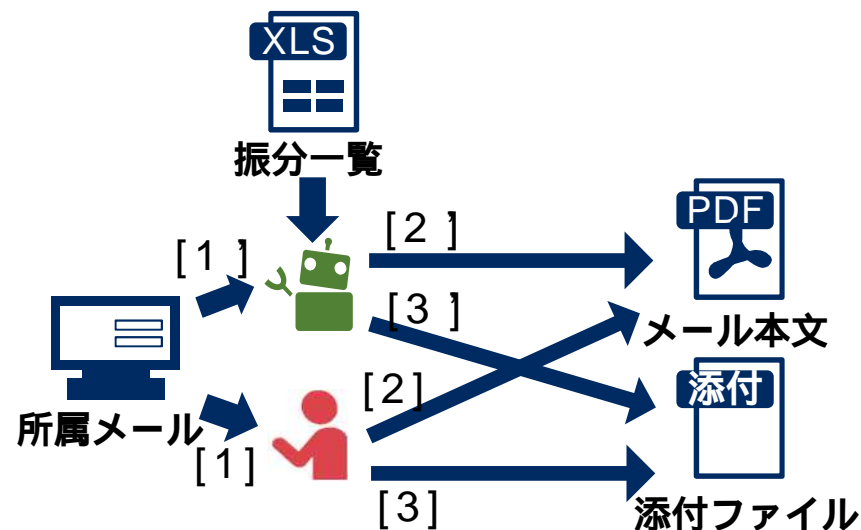 XLS
振分一覧
[1’]
[2’]
PDF
[3’]
メール本文
添付
[2]
所属メール
[1]
[3]
添付ファイル